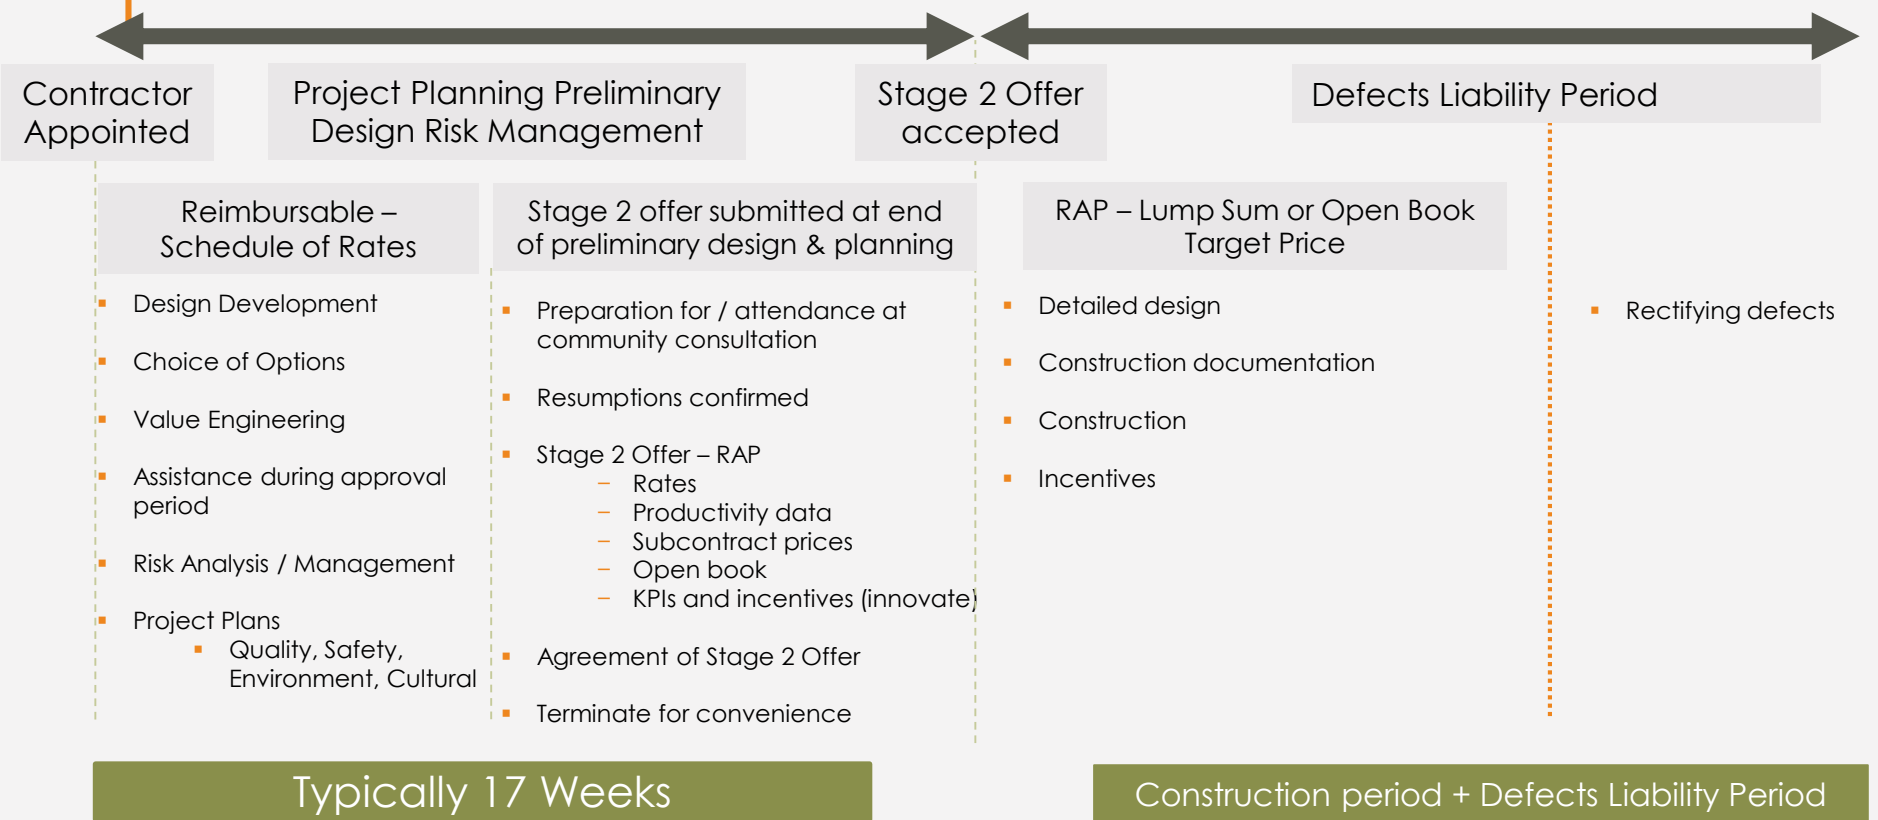 Contractor
Appointed
Project Planning Preliminary
Design Risk Management
Stage 2 Offer
accepted
Defects Liability Period
Reimbursable –
Schedule of Rates
Design Development
Choice of Options
Value Engineering
Assistance during approval
period
Risk Analysis / Management
Project Plans
Quality, Safety,
Environment, Cultural
Stage 2 offer submitted at end
of preliminary design & planning
Preparation for / attendance at
community consultation
Resumptions confirmed
Stage 2 Offer – RAP
– Rates
– Productivity data
– Subcontract prices
– Open book
– KPIs and incentives (innovate)
Agreement of Stage 2 Offer
Terminate for convenience
RAP – Lump Sum or Open Book
Target Price
Detailed design
Construction documentation
Construction
Incentives
Rectifying defects
Typically 17 Weeks
Construction period + Defects Liability Period